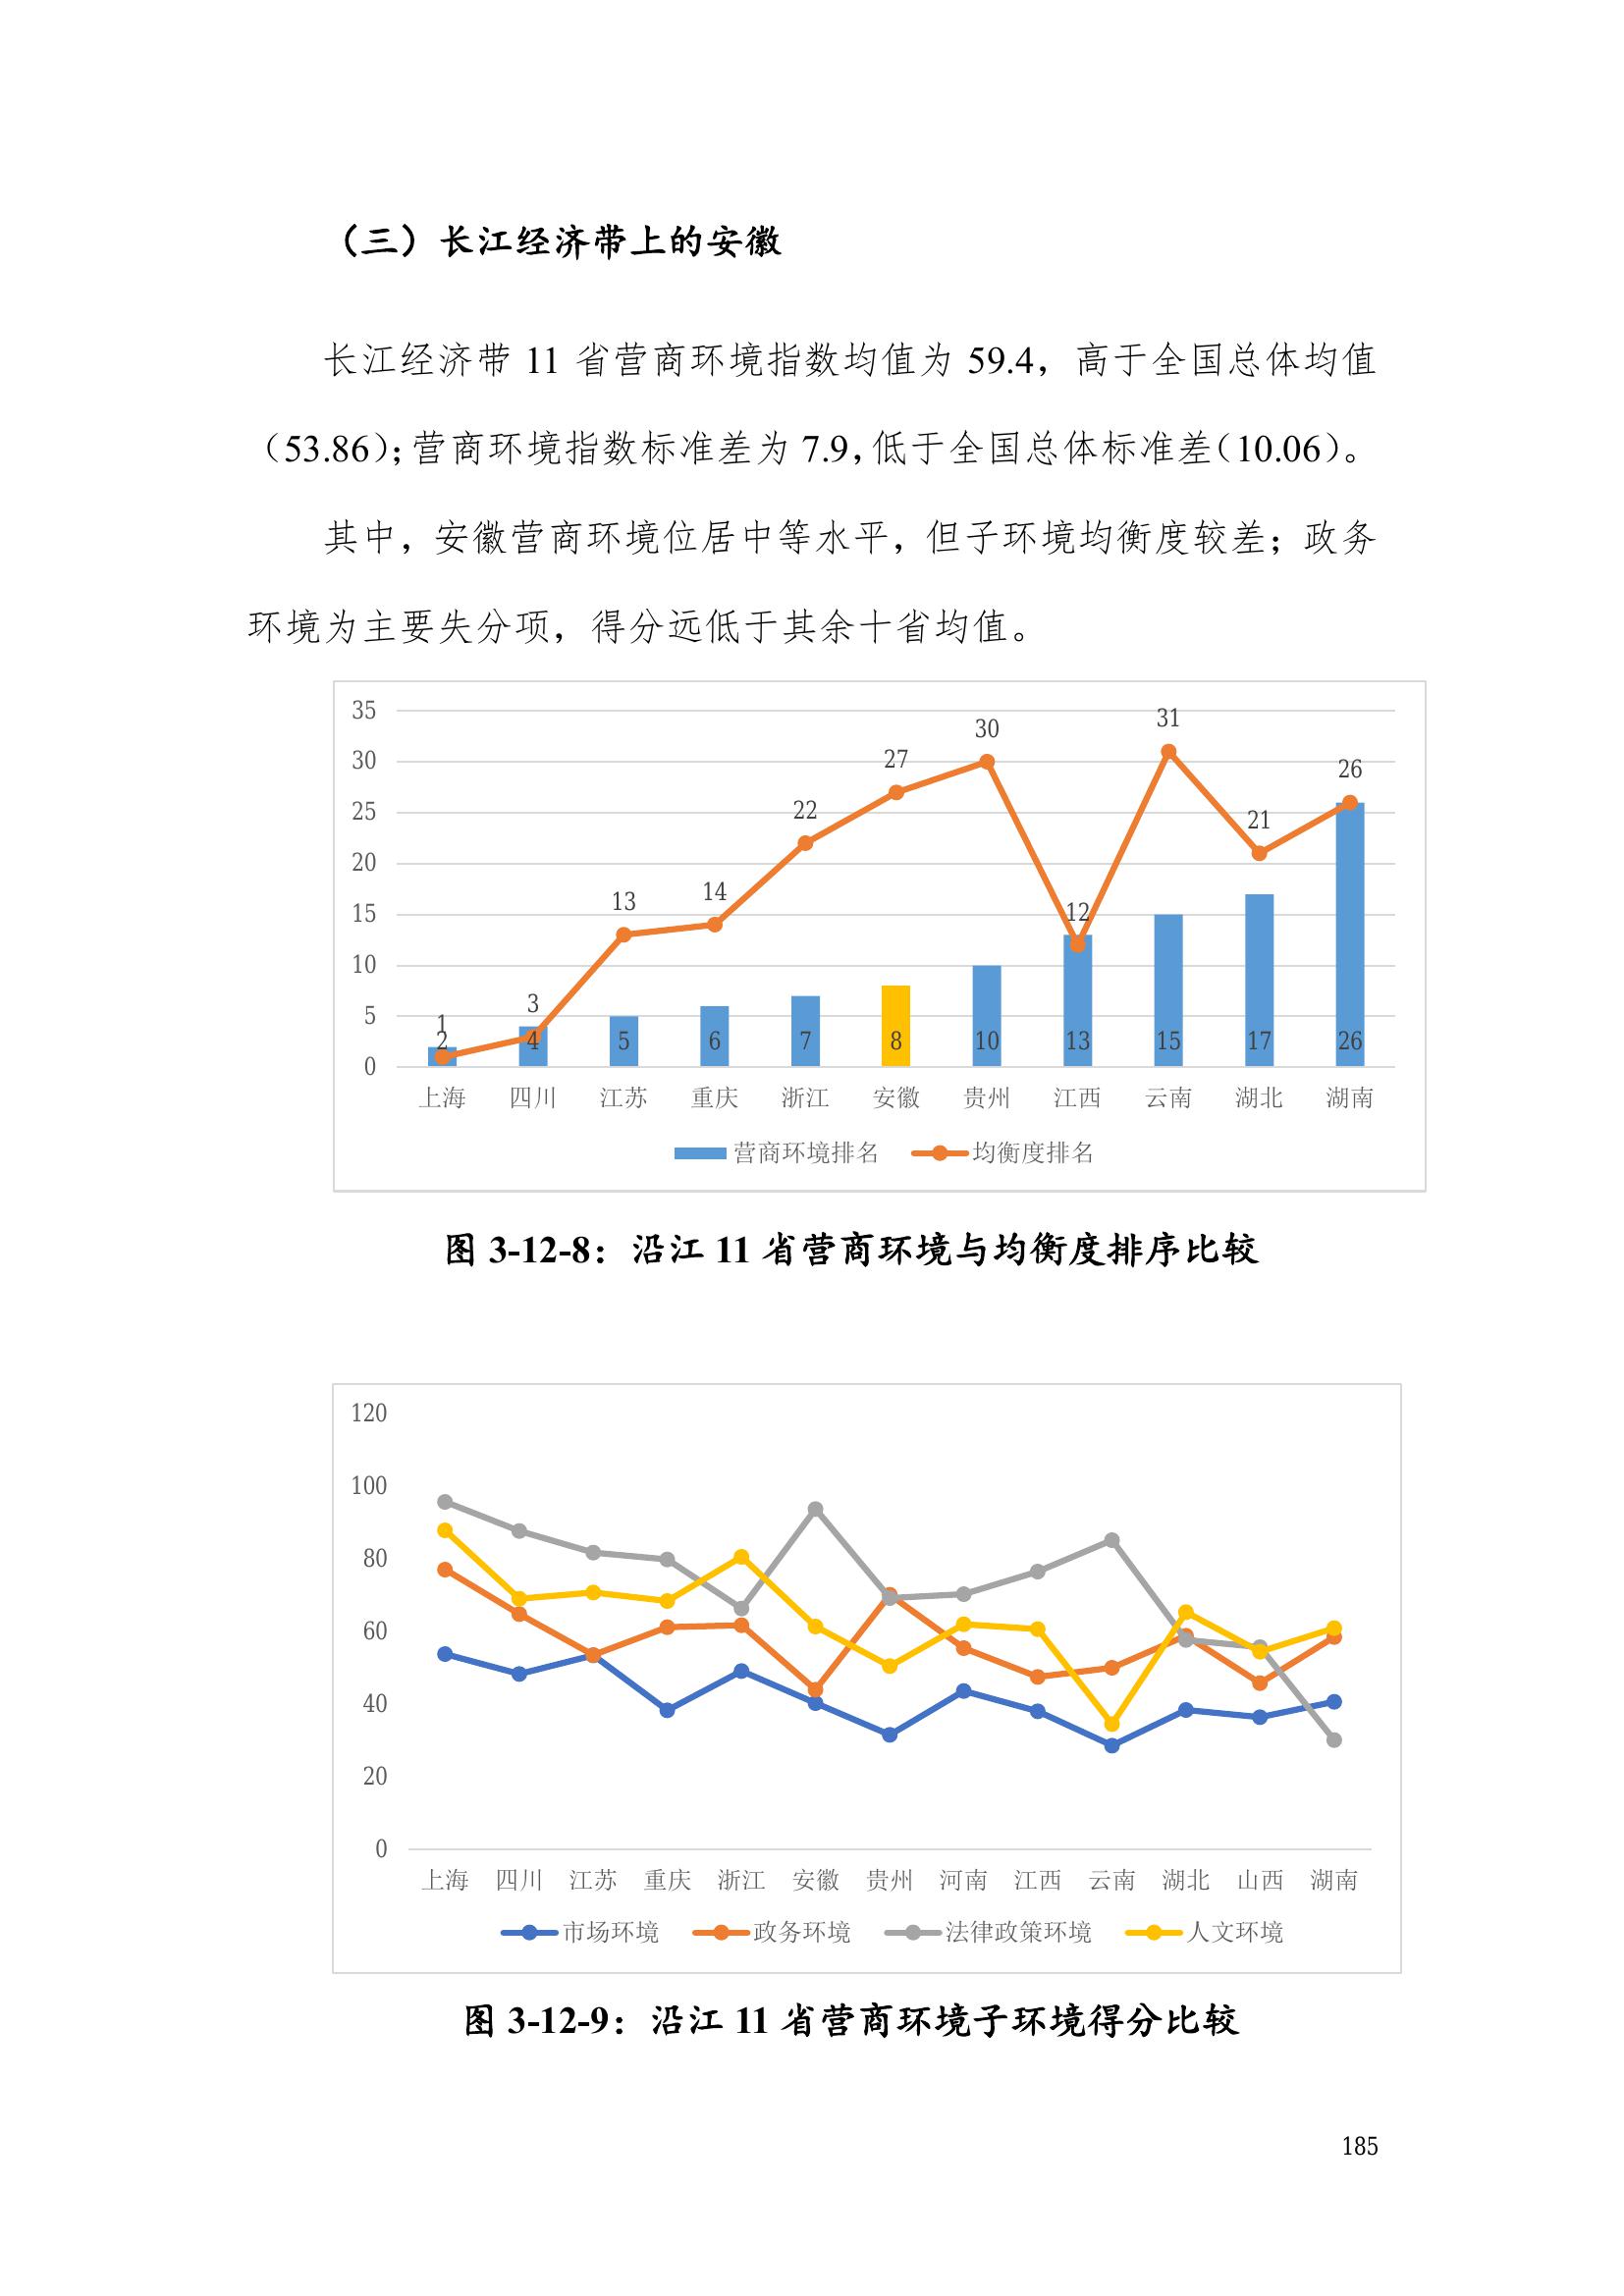 （三）长江经济带上的安徽
长江经济带 11 省营商环境指数均值为 59.4，高于全国总体均值
（53.86）；营商环境指数标准差为 7.9，低于全国总体标准差（10.06）。
其中，安徽营商环境位居中等水平，但子环境均衡度较差；政务
环境为主要失分项，得分远低于其余十省均值。
35
30
25
20
15
10
5
0
1 3 13 14 22 27 30 12 31 21 26
2 4 5 6 7 8 10 13 15 17 26
上海 四川 江苏 重庆 浙江 安徽 贵州 江西 云南 湖北 湖南
营商环境排名 均衡度排名
图 3-12-8：沿江 11 省营商环境与均衡度排序比较
120
100
80
60
40
20
0
上海 四川 江苏 重庆 浙江 安徽 贵州 河南 江西 云南 湖北 山西 湖南
市场环境 政务环境 法律政策环境 人文环境
图 3-12-9：沿江 11 省营商环境子环境得分比较
185